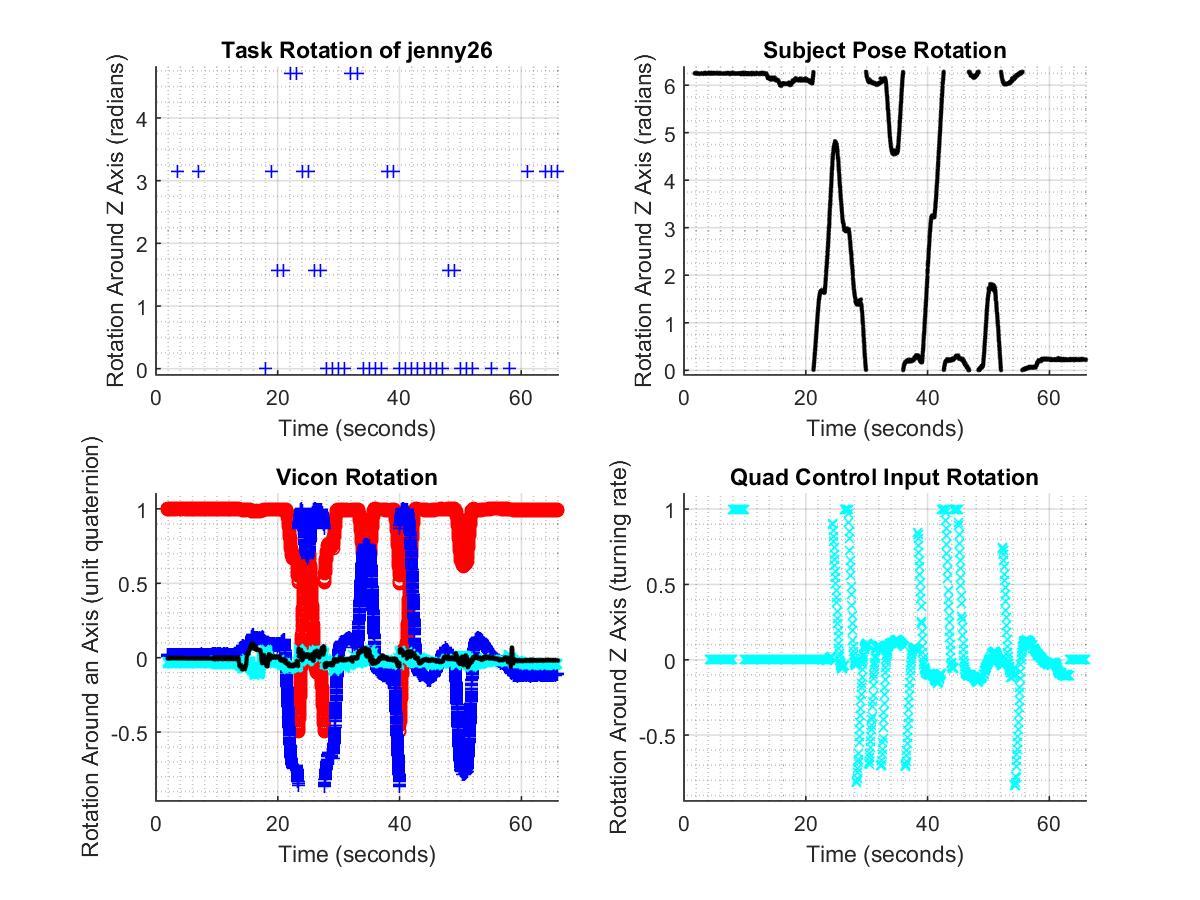 Task Rotation of jenny26
Rotation Around Z Axis (radians)
4
3
2
1
0
0 20 40 60
Time (seconds)
Subject Pose Rotation
Rotation Around Z Axis (radians)
6
5
4
3
2
1
0
0 20 40 60
Time (seconds)
Vicon Rotation
Rotation Around an Axis (unit quaternion)
1
0.5
0
-0.5
0 20 40 60
Time (seconds)
Quad Control Input Rotation
Rotation Around Z Axis (turning rate)
1
0.5
0
-0.5
0 20 40 60
Time (seconds)